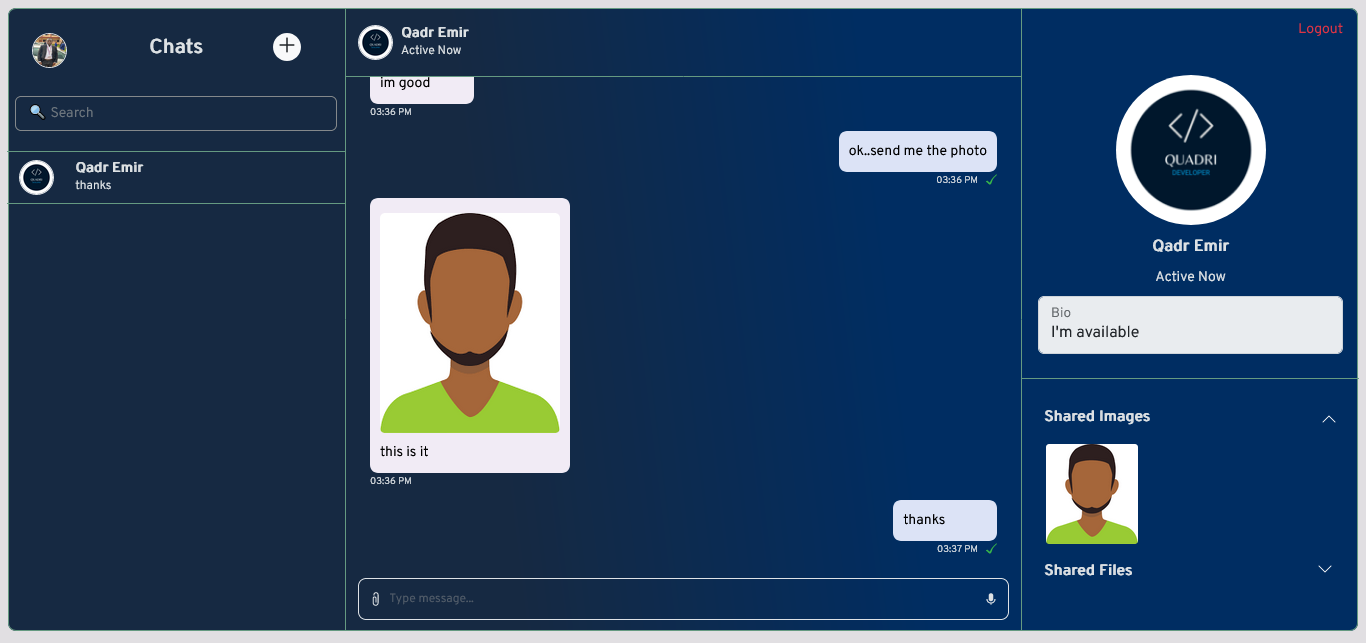 Chats
Search
Qadr Emir
thanks
Qadr Emir
Active Now
im good
03:36 PM
ok..send me the photo
03:36 PM
this is it
03:36 PM
thanks
03:37 PM
Type message...
Logout
</>
QUADRI
DEVELOPER
Qadr Emir
Active Now
Bio
I'm available
Shared Images
Shared Files